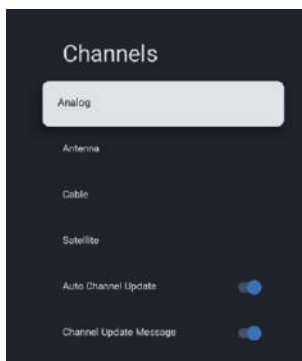 Channels
Analog
Antenna
Cable
Satellite
Auto Channel Update
Channel Update Message